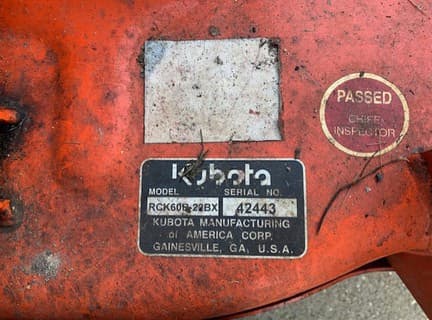 PASSED
CHIEF
INSPECTOR
Kubota
MODEL SERIAL NO.
RCK60B-22BX 42443
KUBOTA MANUFACTURING
of AMERICA CORP.
GAINESVILLE, GA, U.S.A.